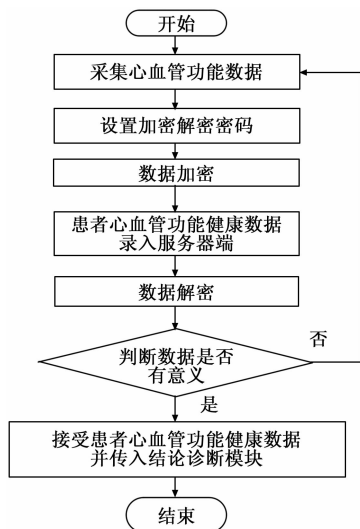 开始
采集心血管功能数据
设置加密解密密码
数据加密
患者心血管功能健康数据
录入服务器端
数据解密
判断数据是否
有意义
否
是
接受患者心血管功能健康数据
并传入结论诊断模块
结束